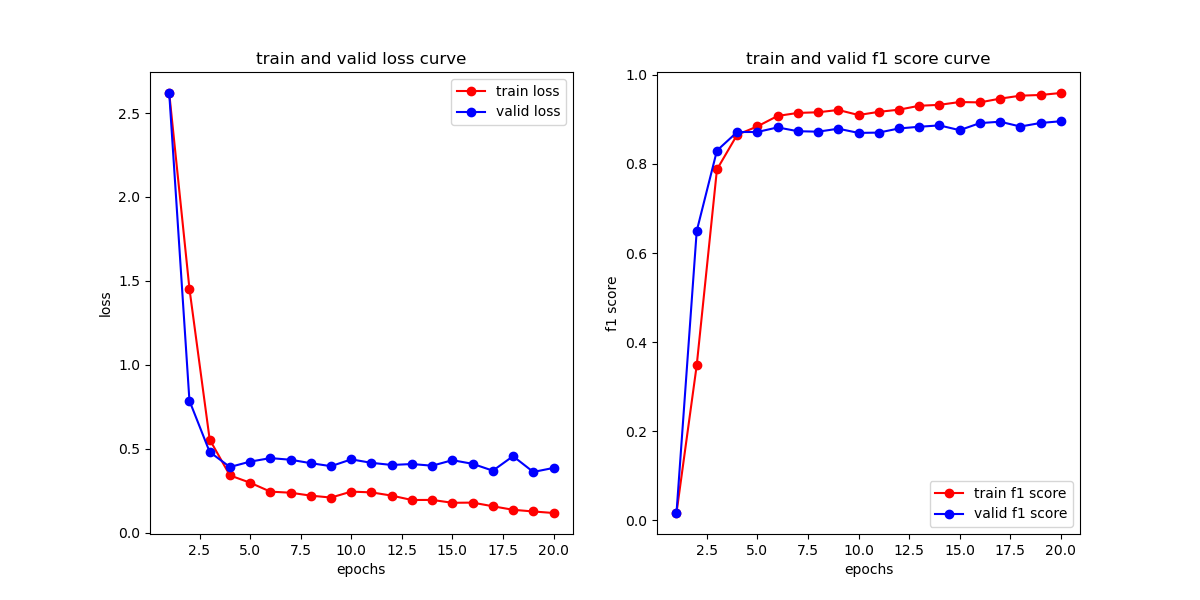 train and valid loss curve
train loss
valid loss
2.5
2.0
1.5
1.0
0.5
0.0
loss
2.5 5.0 7.5 10.0 12.5 15.0 17.5 20.0
epochs
train and valid f1 score curve
1.0
0.8
0.6
0.4
0.2
0.0
f1 score
train f1 score
valid f1 score
2.5 5.0 7.5 10.0 12.5 15.0 17.5 20.0
epochs